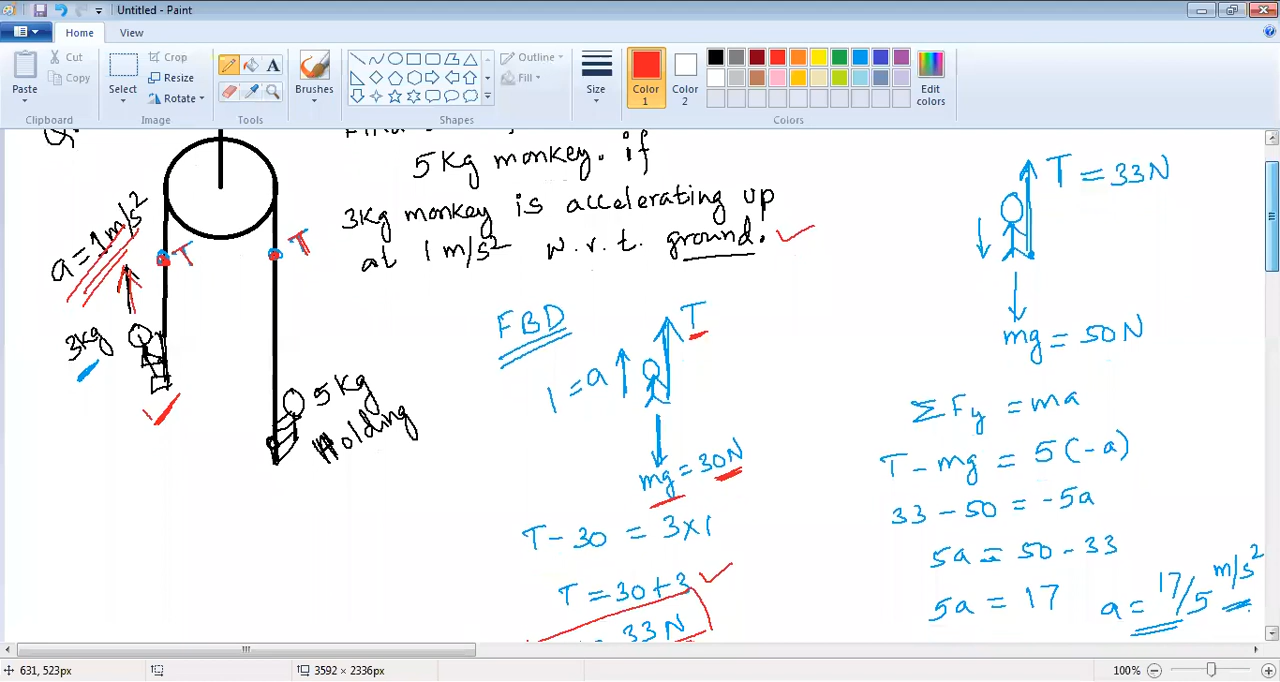 Untitled - Paint
Home
View
Paste
Cut
Copy
Clipboard
Select
Crop
Resize
Rotate
Image
A
Tools
Brushes
Shapes
Outline
Fill
Size
Color 1
Color 2
Edit colors
Colors
5Kg monkey. if
3Kg monkey is accelerating up
at 1 m/s² w.r.t. ground.
a = 1m/s²
T
T
3kg
5Kg
Holding
FBD
T
1 = a
mg = 30N
T - 30 = 3×1
T = 30+3
33N
T = 33N
mg = 50N
ΣFy = ma
T - mg = 5(-a)
33 - 50 = -5a
5a = 50 - 33
5a = 17
a = 17/5 m/s²
631, 523px
3592 × 2336px
100%